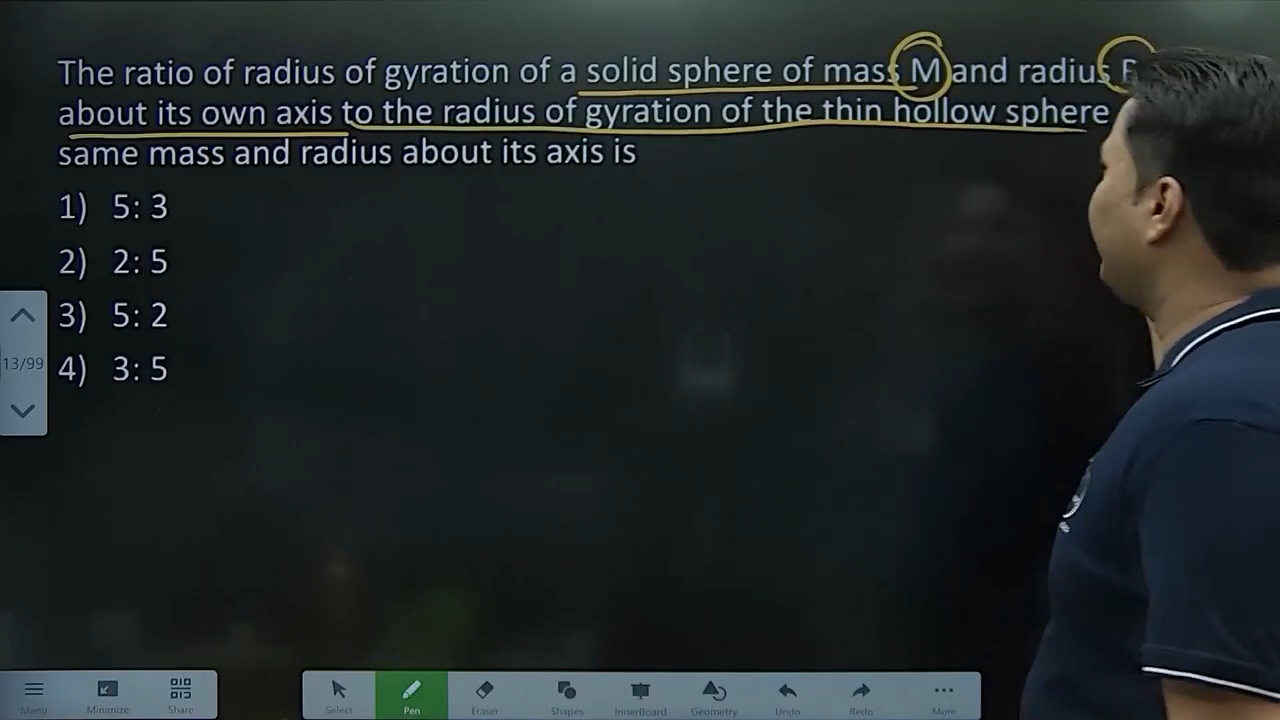 The ratio of radius of gyration of a solid sphere of mass M and radius
about its own axis to the radius of gyration of the thin hollow sphere
same mass and radius about its axis is
1) 5: 3
2) 2: 5
3) 5: 2
13/99
4) 3: 5
Menu Minimize Share Select Pen Eraser Shapes InnerBoard Geometry Undo Redo More